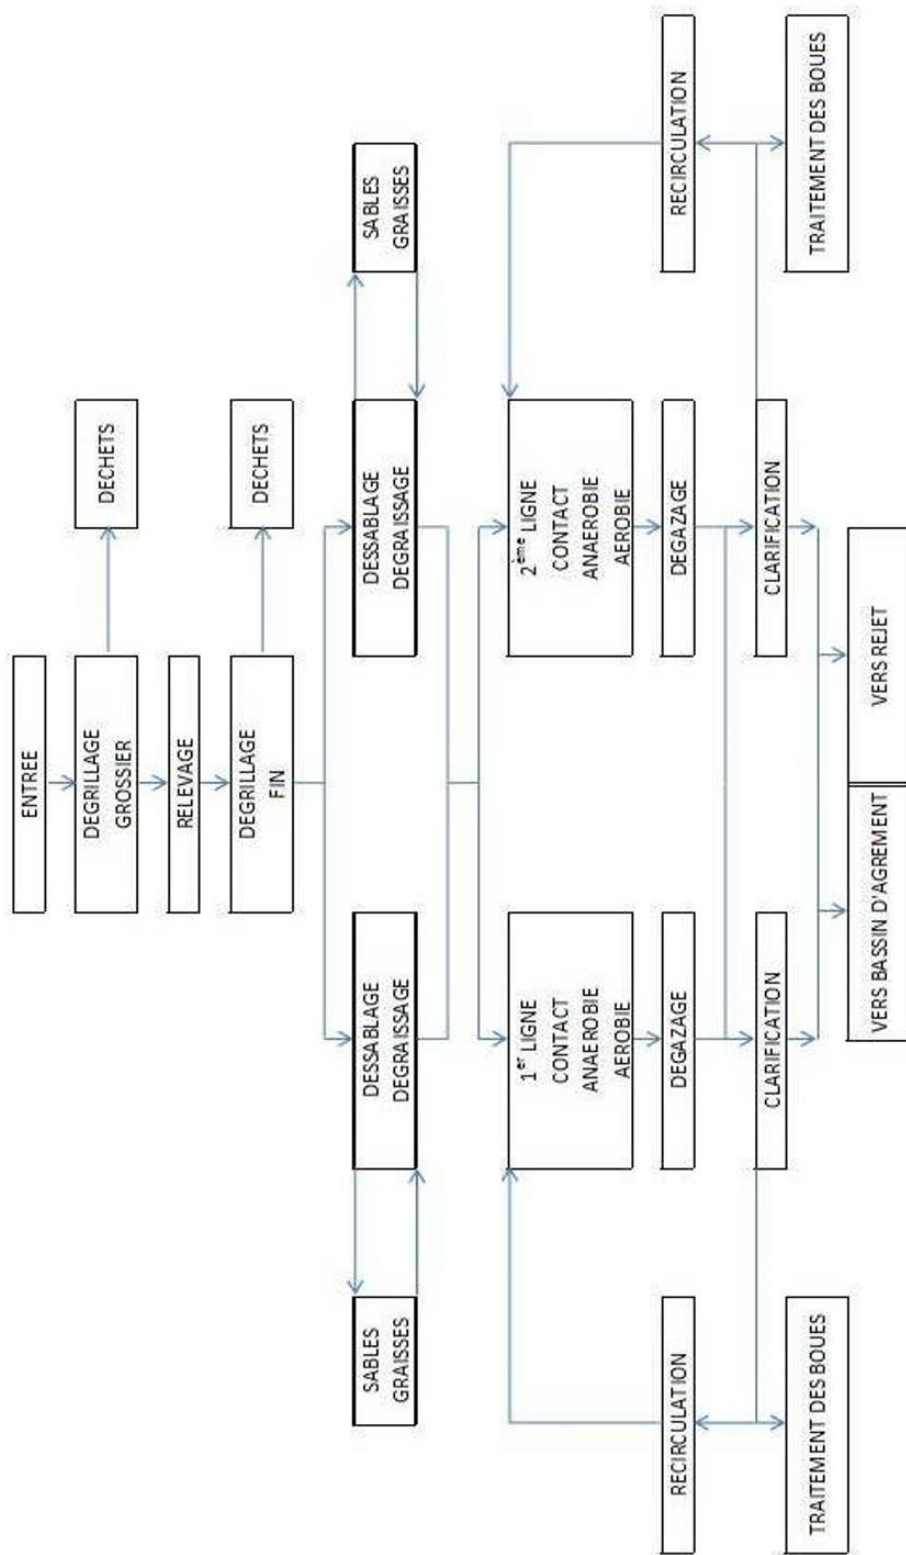 ENTREE
DEGRILLAGE
GROSSIER
DECHETS
RELEVAGE
DEGRILLAGE
FIN
DECHETS
SABLES
GRAISSES
DESSABLAGE
DEGRAISSAGE
DESSABLAGE
DEGRAISSAGE
SABLES
GRAISSES
1er LIGNE
CONTACT
ANAEROBIE
AEROBIE
2ème LIGNE
CONTACT
ANAEROBIE
AEROBIE
RECIRCULATION
DEGAZAGE
DEGAZAGE
RECIRCULATION
CLARIFICATION
CLARIFICATION
TRAITEMENT DES BOUES
TRAITEMENT DES BOUES
VERS BASSIN D'AGREMENT
VERS REJET